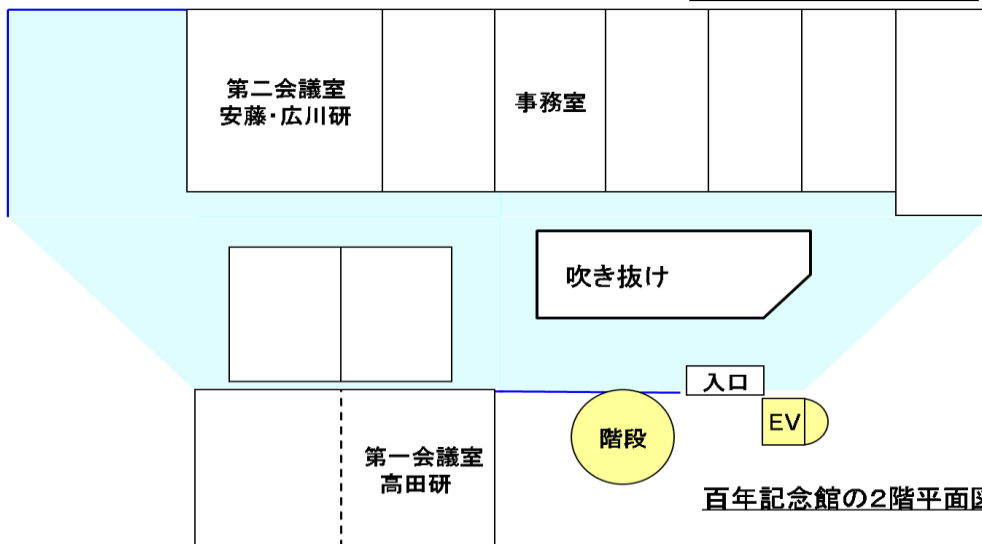 第二会議室
安藤・広川研
事務室
吹き抜け
入口
EV
階段
第一会議室
高田研
百年記念館の2階平面図